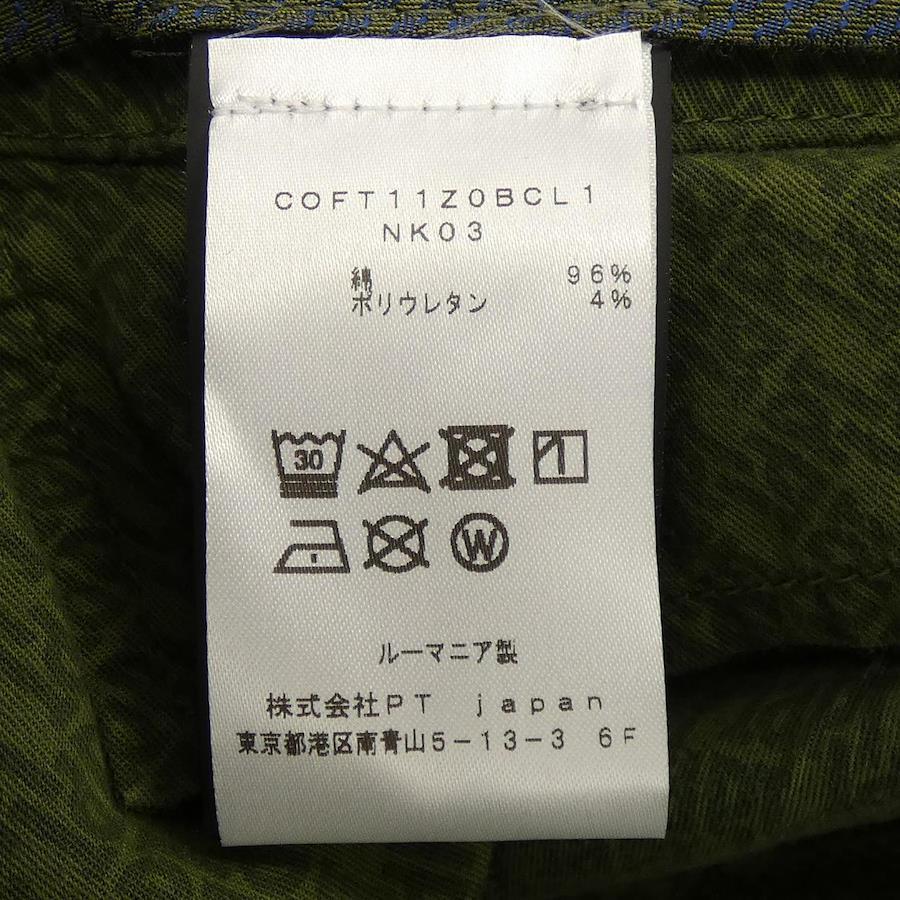 COFT11Z0BCL1
NK03
綿 96%
ポリウレタン 4%
30
W
ルーマニア製
株式会社PT japan
東京都港区南青山5-13-3 6F